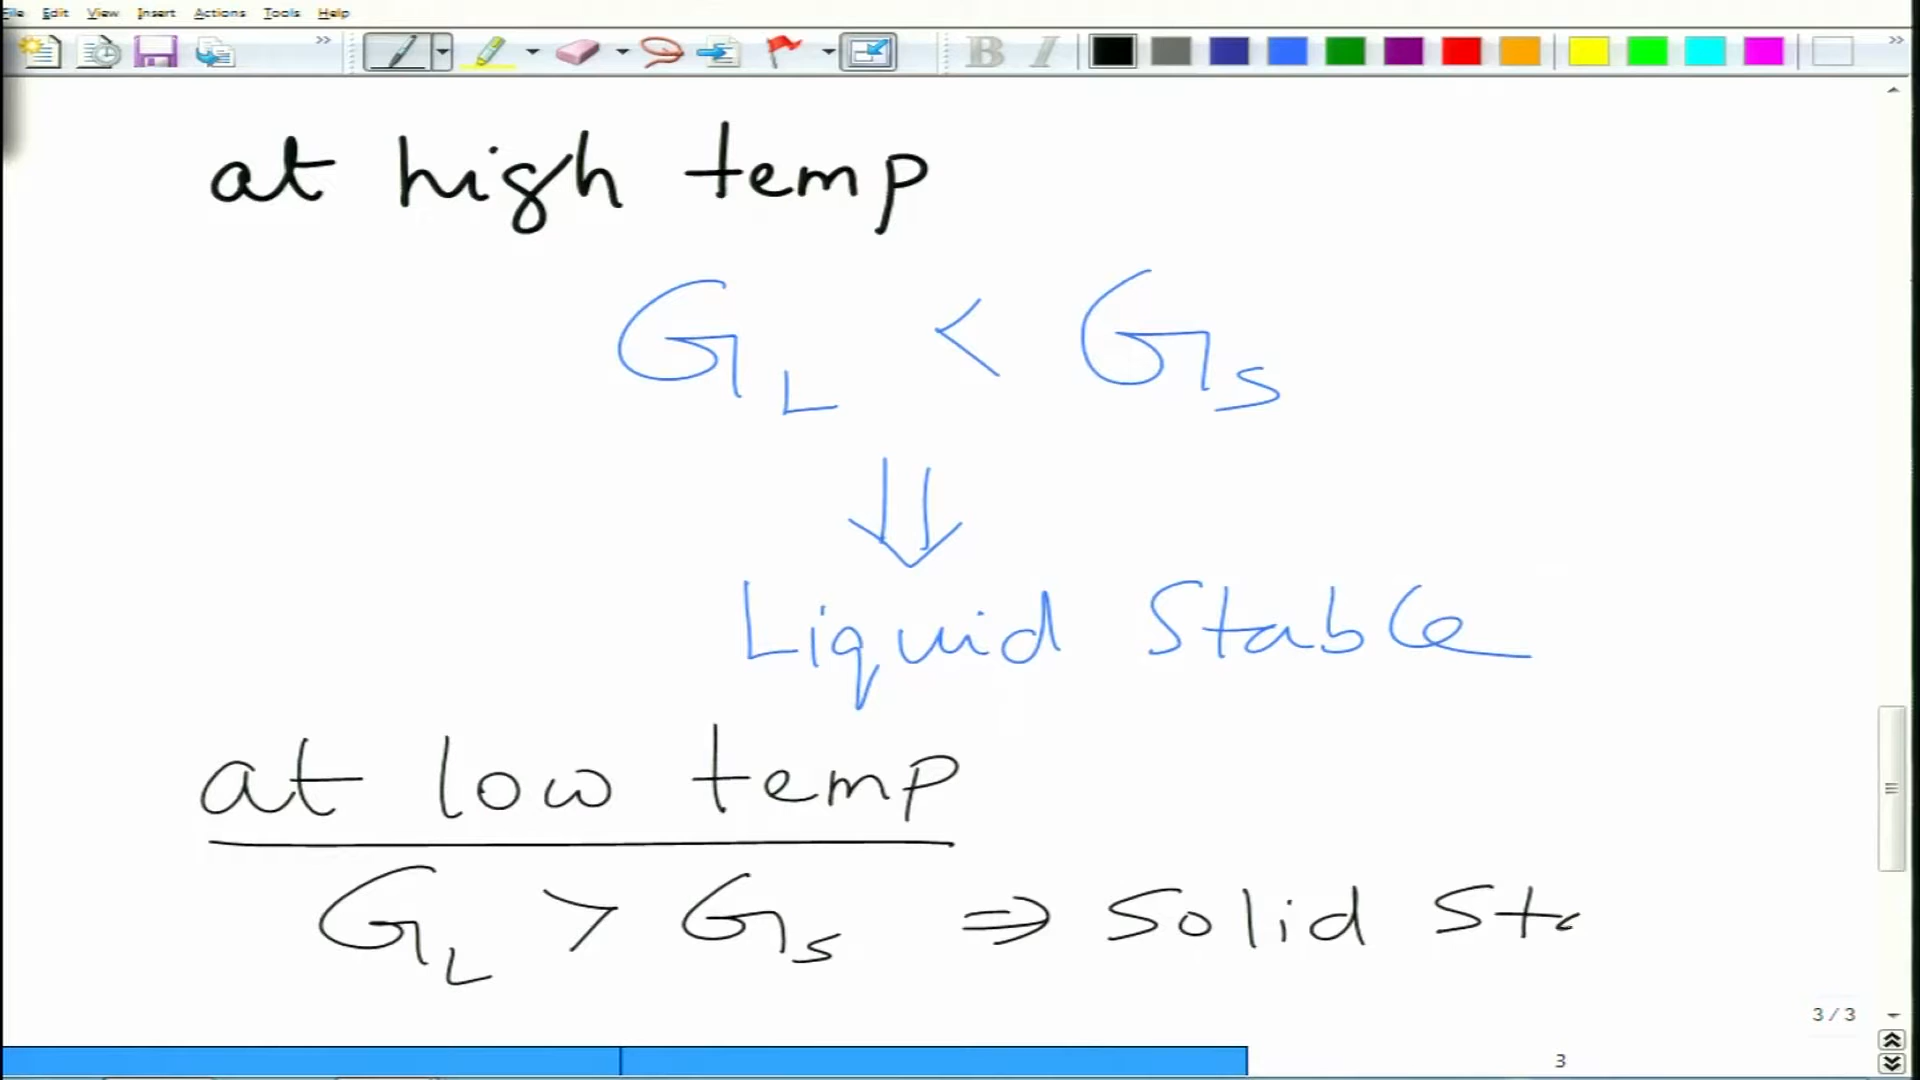 File Edit View Insert Actions Tools Help
B I
at high temp
G_L < G_S
⇓
Liquid Stable
at low temp
G_L > G_S ⇒ Solid Sta
3 / 3
3